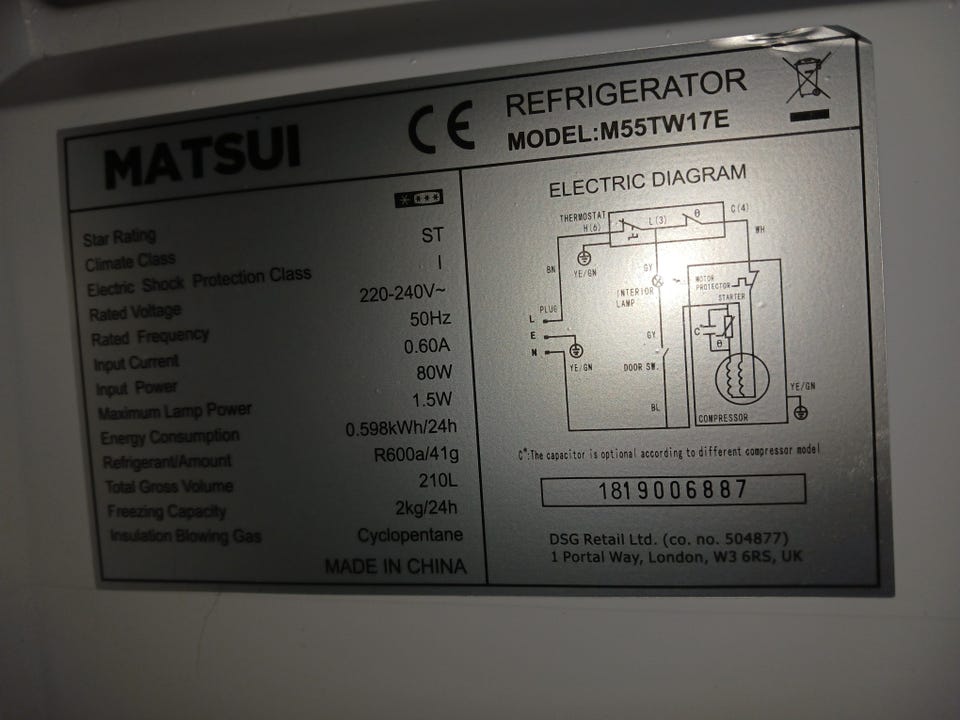 MATSUI
CE
REFRIGERATOR
MODEL:M55TW17E
Star Rating
Climate Class ST
Electric Shock Protection Class I
Rated Voltage 220-240V~
Rated Frequency 50Hz
Input Current 0.60A
Input Power 80W
Maximum Lamp Power 1.5W
Energy Consumption 0.598kWh/24h
Refrigerant/Amount R600a/41g
Total Gross Volume 210L
Freezing Capacity 2kg/24h
Insulation Blowing Gas Cyclopentane
MADE IN CHINA
ELECTRIC DIAGRAM
THERMOSTAT
H(6) L(3) θ C(4)
WH
BN YE/GN GY
MOTOR
PROTECTOR
INTERIOR
LAMP
STARTER
PLUG
L
E
N
C* θ
GY
YE/GN DOOR SW.
BL
YE/GN
COMPRESSOR
C*:The capacitor is optional according to different compressor model
1819006887
DSG Retail Ltd. (co. no. 504877)
1 Portal Way, London, W3 6RS, UK